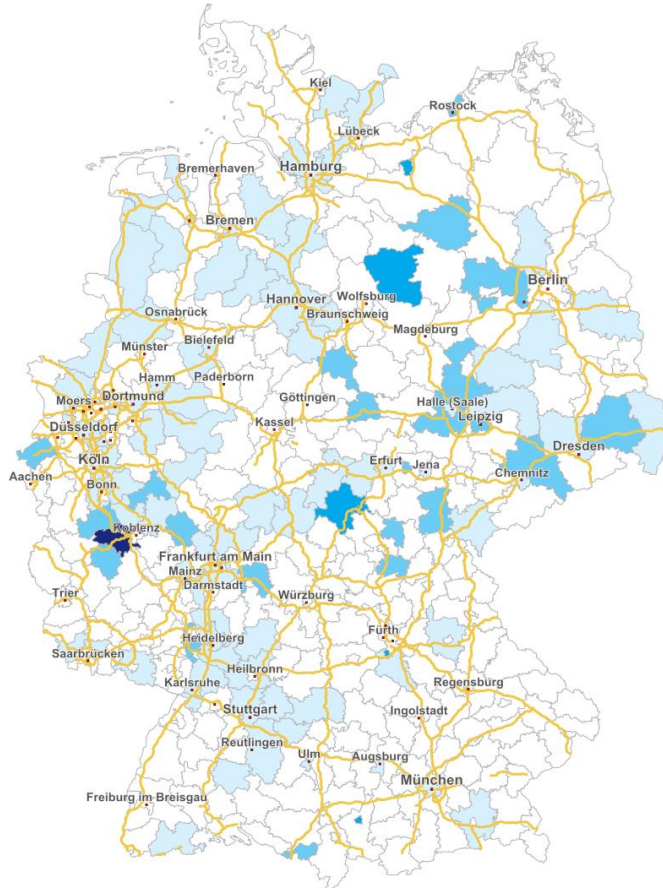 Kiel
Rostock
Lübeck
Hamburg
Bremerhaven
Bremen
Berlin
Hannover
Wolfsburg
Braunschweig
Osnabrück
Magdeburg
Münster
Bielefeld
Hamm
Paderborn
Göttingen
Halle (Saale)
Leipzig
Moers
Dortmund
Düsseldorf
Kassel
Dresden
Köln
Erfurt
Jena
Chemnitz
Aachen
Bonn
Koblenz
Frankfurt am Main
Mainz
Darmstadt
Trier
Würzburg
Fürth
Heidelberg
Saarbrücken
Heilbronn
Karlsruhe
Regensburg
Stuttgart
Ingolstadt
Reutlingen
Ulm
Augsburg
München
Freiburg im Breisgau